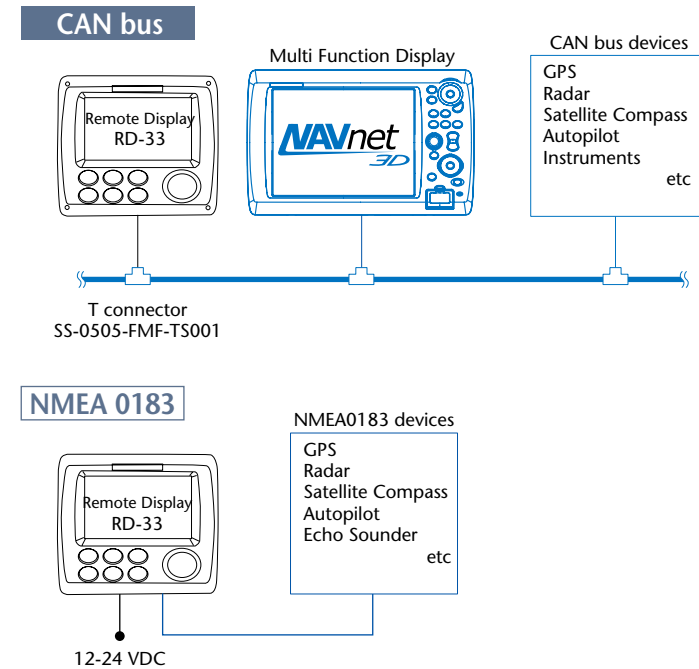 CAN bus
Multi Function Display
CAN bus devices
Remote Display
RD-33
NAVnet
3D
GPS
Radar
Satellite Compass
Autopilot
Instruments
etc
T connector
SS-0505-FMF-TS001
NMEA 0183
NMEA0183 devices
Remote Display
RD-33
GPS
Radar
Satellite Compass
Autopilot
Echo Sounder
etc
12-24 VDC